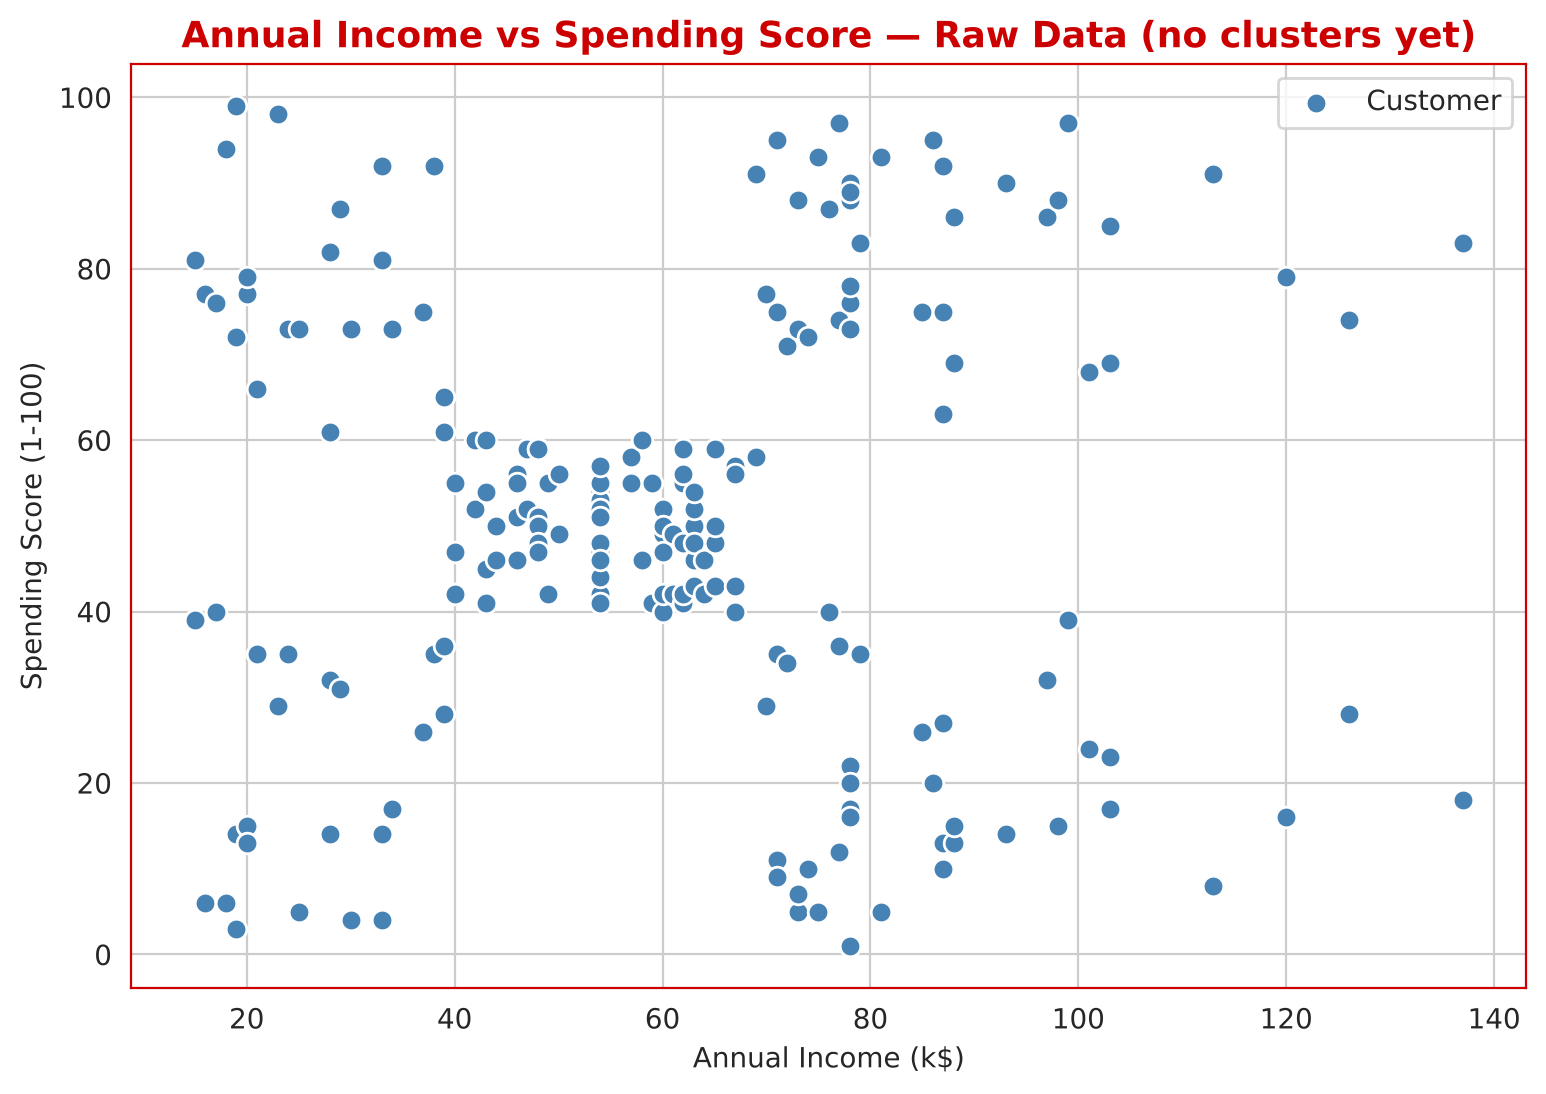 Annual Income vs Spending Score — Raw Data (no clusters yet)
Customer
Spending Score (1-100)
100
80
60
40
20
0
20 40 60 80 100 120 140
Annual Income (k$)